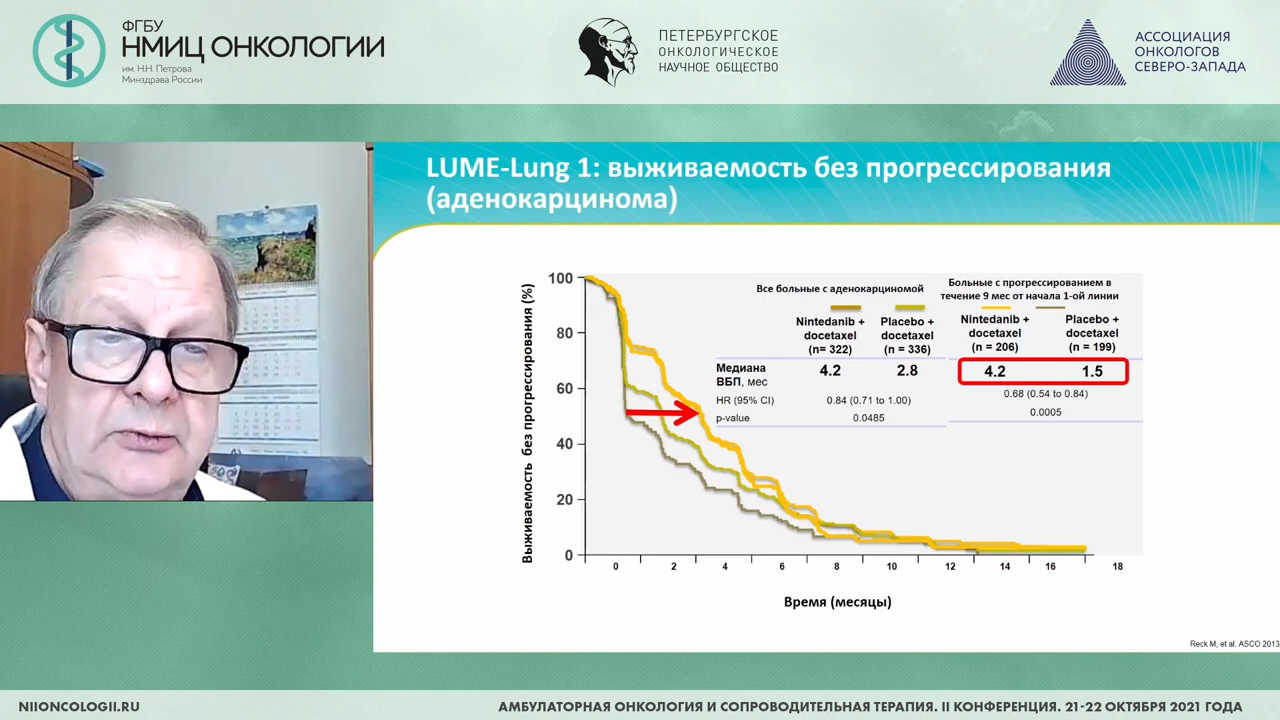 ФГБУ
НМИЦ ОНКОЛОГИИ
им. Н.Н. Петрова
Минздрава России
ПЕТЕРБУРГСКОЕ
ОНКОЛОГИЧЕСКОЕ
НАУЧНОЕ ОБЩЕСТВО
АССОЦИАЦИЯ
ОНКОЛОГОВ
СЕВЕРО-ЗАПАДА
LUME-Lung 1: выживаемость без прогрессирования
(аденокарцинома)
Выживаемость без прогрессирования (%)
100
80
60
40
20
0
Все больные с аденокарциномой
Больные с прогрессированием в
течение 9 мес от начала 1-ой линии
Nintedanib +
docetaxel
(n= 322)
Placebo +
docetaxel
(n = 336)
Nintedanib +
docetaxel
(n = 206)
Placebo +
docetaxel
(n = 199)
Медиана
ВБП, мес
4.2 2.8 4.2 1.5
HR (95% CI) 0.84 (0.71 to 1.00) 0.68 (0.54 to 0.84)
p-value 0.0485 0.0005
0 2 4 6 8 10 12 14 16 18
Время (месяцы)
Reck M, et al. ASCO 2013
NIIONCOLOGII.RU
АМБУЛАТОРНАЯ ОНКОЛОГИЯ И СОПРОВОДИТЕЛЬНАЯ ТЕРАПИЯ. II КОНФЕРЕНЦИЯ. 21-22 ОКТЯБРЯ 2021 ГОДА